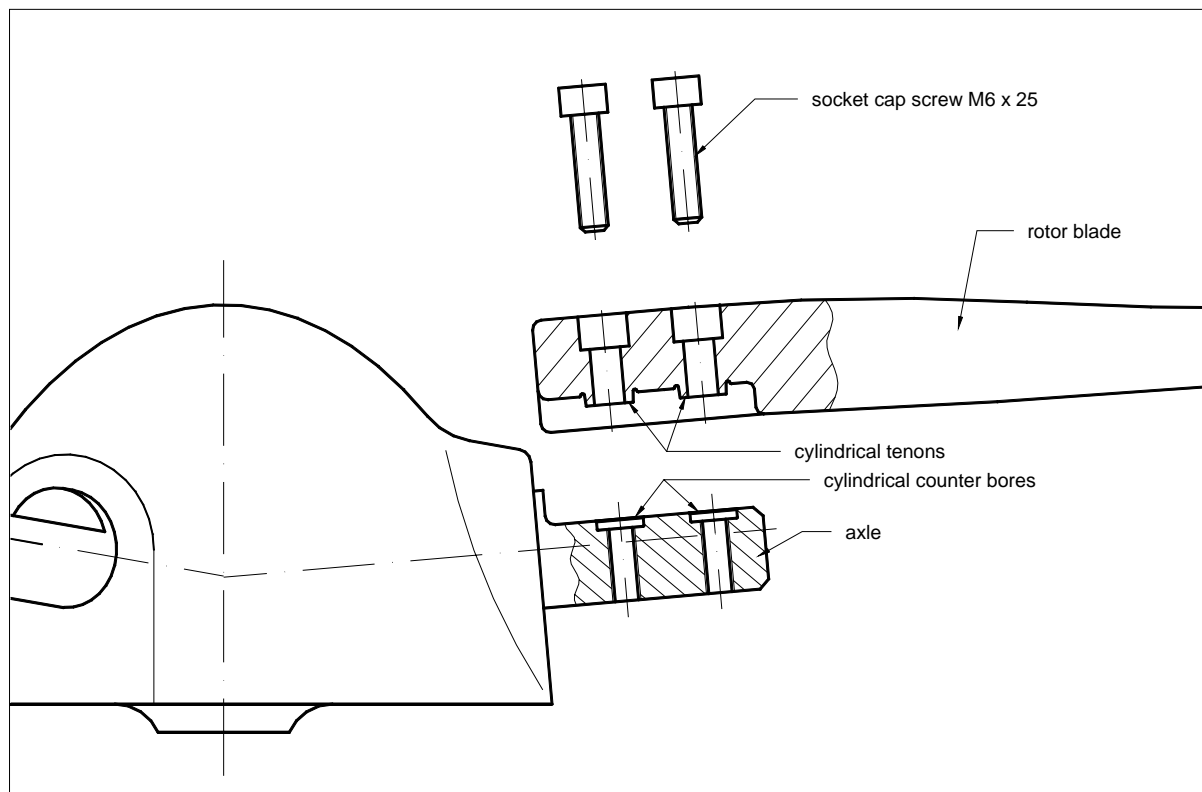 socket cap screw M6 x 25
rotor blade
cylindrical tenons
cylindrical counter bores
axle